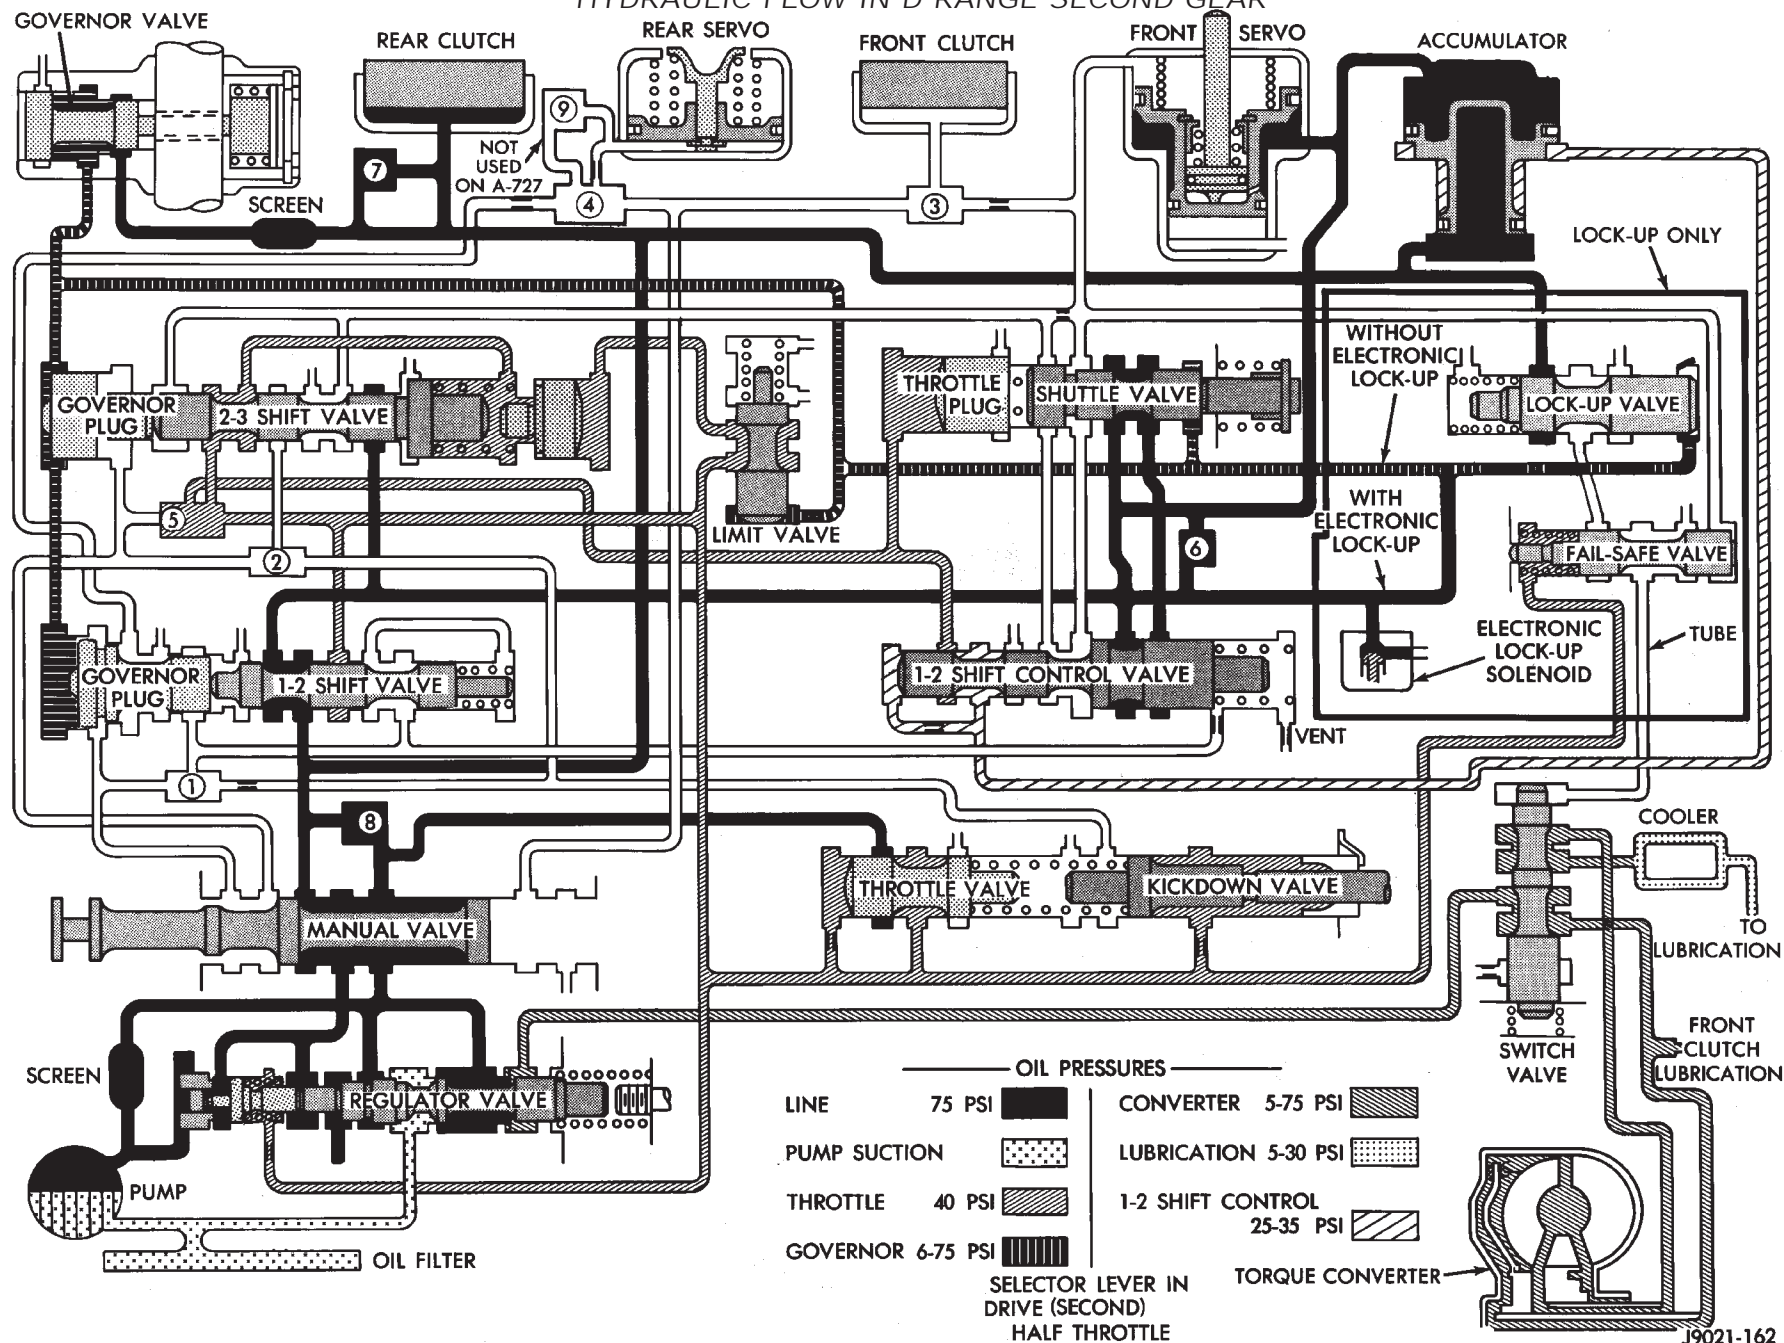 HYDRAULIC FLOW IN D RANGE SECOND GEAR
GOVERNOR VALVE
REAR CLUTCH
REAR SERVO
FRONT CLUTCH
FRONT SERVO
ACCUMULATOR
9
NOT
USED
ON A-727
7
4
3
SCREEN
LOCK-UP ONLY
WITHOUT
ELECTRONIC
LOCK-UP
GOVERNOR
PLUG
2-3 SHIFT VALVE
THROTTLE
PLUG
SHUTTLE VALVE
LOCK-UP VALVE
WITH
ELECTRONIC
LOCK-UP
5
LIMIT VALVE
2
6
FAIL-SAFE VALVE
ELECTRONIC
LOCK-UP
SOLENOID
TUBE
GOVERNOR
PLUG
1-2 SHIFT VALVE
1-2 SHIFT CONTROL VALVE
VENT
1
8
COOLER
THROTTLE VALVE
KICKDOWN VALVE
MANUAL VALVE
TO
LUBRICATION
SCREEN
REGULATOR VALVE
SWITCH
VALVE
FRONT
CLUTCH
LUBRICATION
PUMP
OIL FILTER
OIL PRESSURES
LINE 75 PSI
PUMP SUCTION
THROTTLE 40 PSI
GOVERNOR 6-75 PSI
CONVERTER 5-75 PSI
LUBRICATION 5-30 PSI
1-2 SHIFT CONTROL
25-35 PSI
SELECTOR LEVER IN
DRIVE (SECOND)
HALF THROTTLE
TORQUE CONVERTER
J9021-162